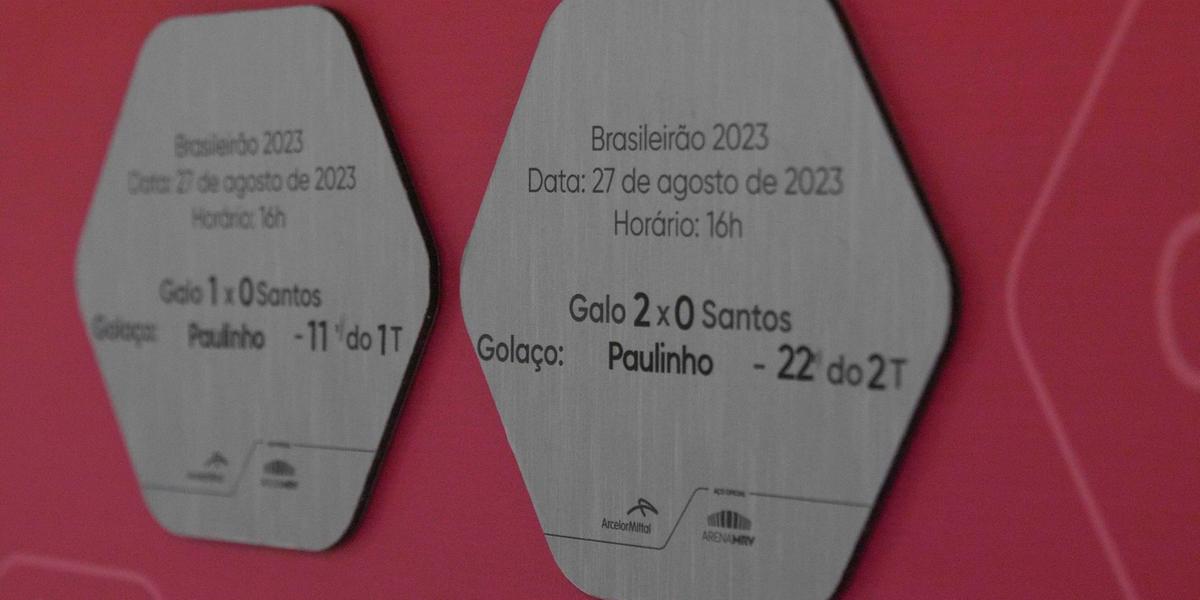 Brasileirão 2023
Data: 27 de agosto de 2023
Horário: 16h
Galo 1 x 0 Santos
Golaço: Paulinho - 11' do 1T
Brasileirão 2023
Data: 27 de agosto de 2023
Horário: 16h
Galo 2 x 0 Santos
Golaço: Paulinho - 22' do 2T
ArcelorMittal
AÇO OFICIAL
ARENAMRV